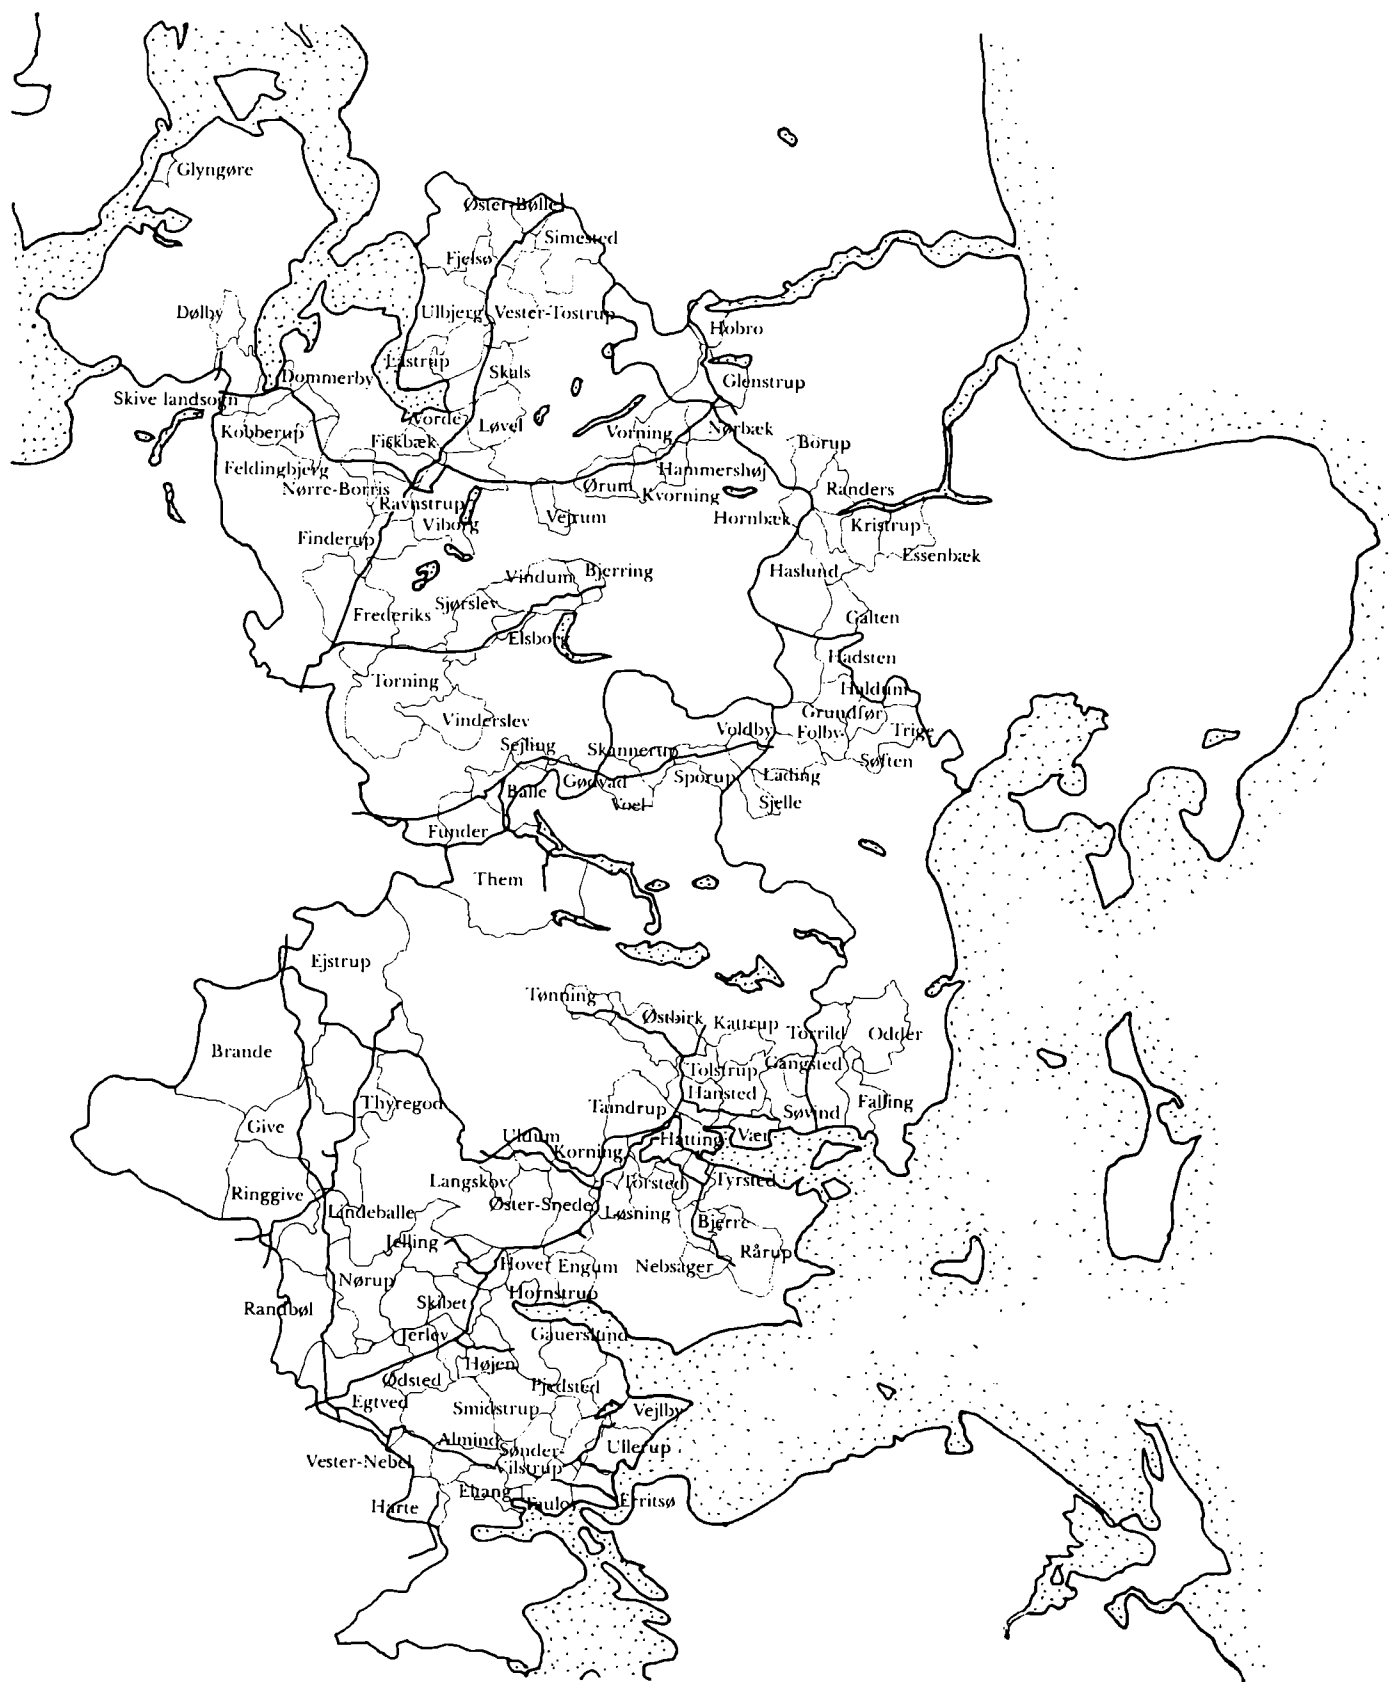 Glyngøre
Øster-Bølle
Simested
Fjelsø
Dølby
Ulbjerg
Vester-Tostrup
Hobro
Låstrup
Skals
Dommerby
Glenstrup
Skive landsogn
Vorde
Løvel
Kobberup
Fiskbæk
Vorning
Nørbæk
Borup
Feldingbjerg
Hammershøj
Nørre-Borris
Ørum
Kvorning
Randers
Ravnstrup
Viborg
Vejrum
Hornbæk
Kristrup
Finderup
Essenbæk
Vindum
Bjerring
Haslund
Frederiks
Sjørslev
Galten
Elsborg
Hadsten
Torning
Haldum
Vinderslev
Grundfør
Voldby
Folby
Trige
Sejling
Skannerup
Søften
Gødvad
Sporup
Lading
Balle
Voel
Sjelle
Funder
Them
Ejstrup
Tønning
Østbirk
Kattrup
Torrild
Odder
Brande
Tolstrup
Gangsted
Hansted
Thyregod
Tamdrup
Søvind
Falling
Give
Uldum
Hatting
Vær
Korning
Langskov
Torsted
Tyrsted
Ringgive
Øster-Snede
Løsning
Lindeballe
Bjerre
Jelling
Rårup
Hover
Engum
Nebsager
Nørup
Hornstrup
Skibet
Randbøl
Jerlev
Gauerslund
Højen
Ødsted
Pjedsted
Egtved
Smidstrup
Vejlby
Almind
Sønder-
Vilstrup
Ullerup
Vester-Nebel
Eltang
Taulov
Erritsø
Harte